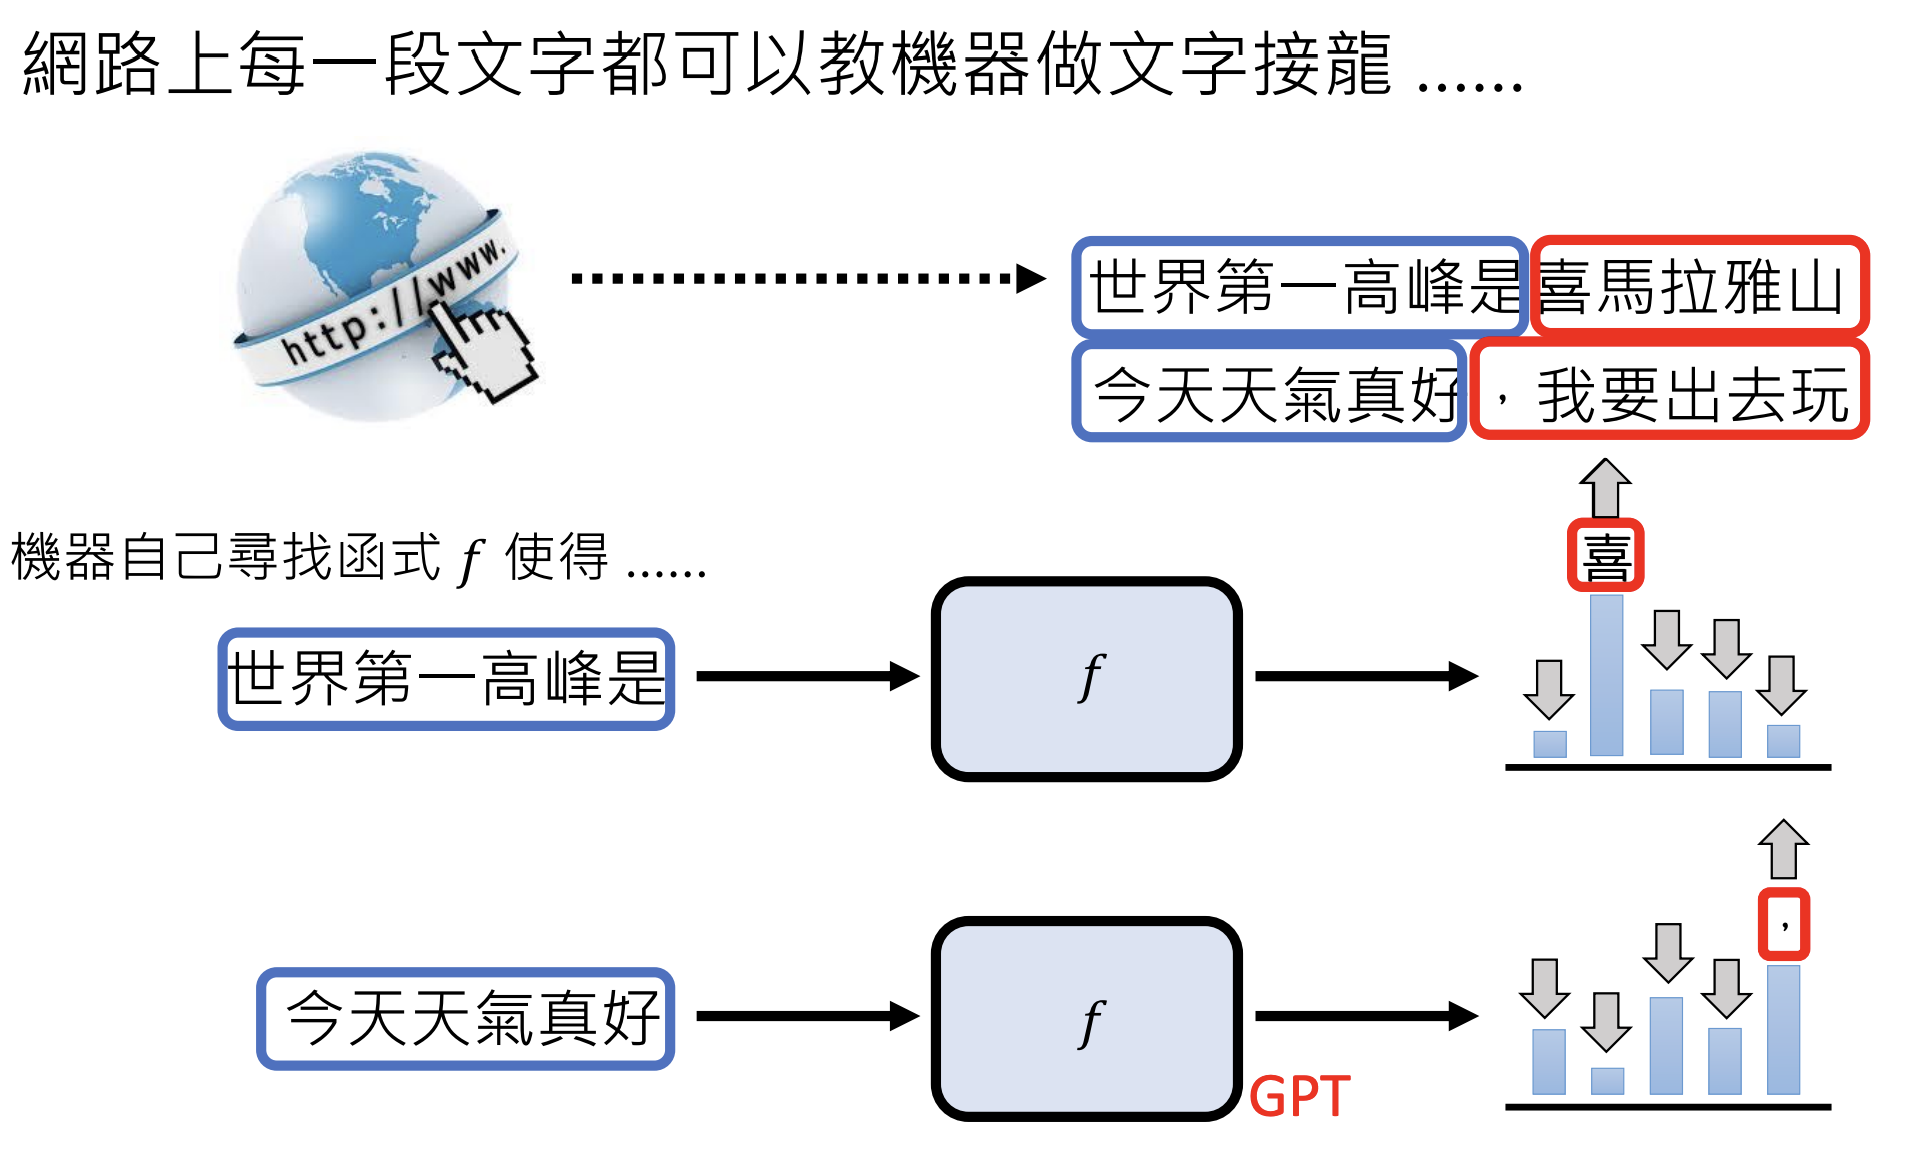 網路上每一段文字都可以教機器做文字接龍 ......
http://www.
世界第一高峰是喜馬拉雅山
今天天氣真好，我要出去玩
機器自己尋找函式 f 使得 ......
喜
世界第一高峰是
f
，
今天天氣真好
f
GPT